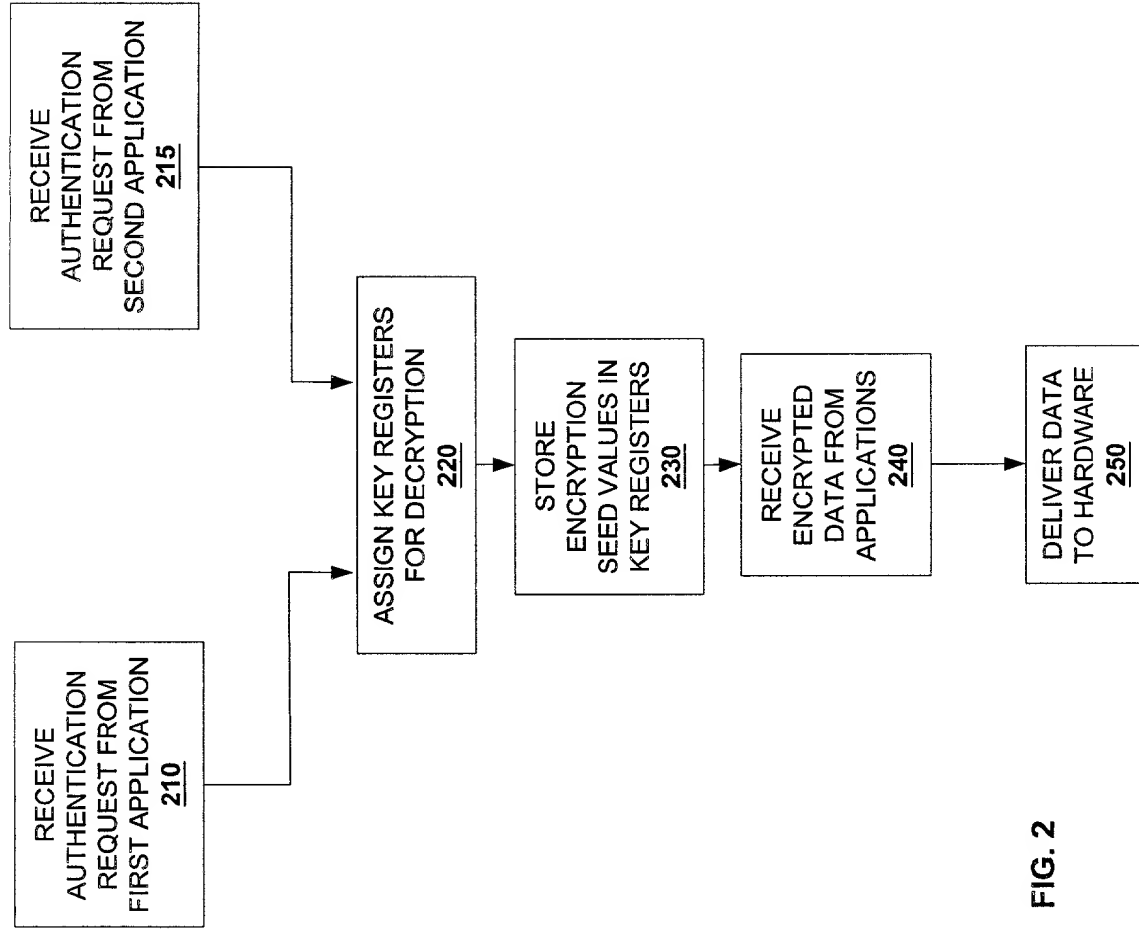 RECEIVE
AUTHENTICATION
REQUEST FROM
FIRST APPLICATION
210
RECEIVE
AUTHENTICATION
REQUEST FROM
SECOND APPLICATION
215
ASSIGN KEY REGISTERS
FOR DECRYPTION
220
STORE
ENCRYPTION
SEED VALUES IN
KEY REGISTERS
230
RECEIVE
ENCRYPTED
DATA FROM
APPLICATIONS
240
DELIVER DATA
TO HARDWARE
250
FIG. 2